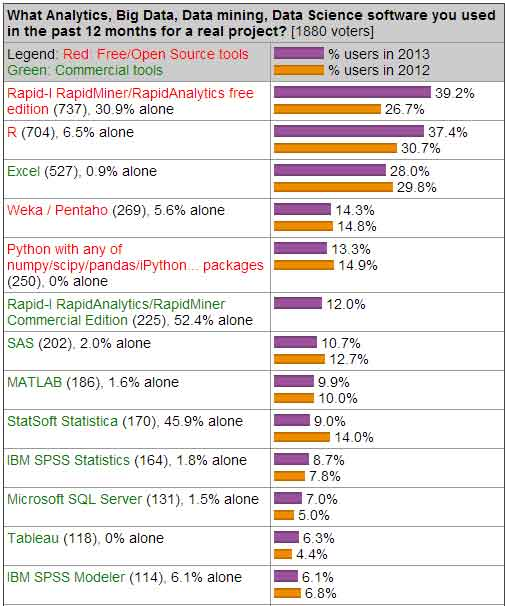 What Analytics, Big Data, Data mining, Data Science software you used
in the past 12 months for a real project? [1880 voters]
Legend: Red: Free/Open Source tools
Green: Commercial tools
% users in 2013
% users in 2012
Rapid-I RapidMiner/RapidAnalytics free
edition (737), 30.9% alone
39.2%
26.7%
R (704), 6.5% alone
37.4%
30.7%
Excel (527), 0.9% alone
28.0%
29.8%
Weka / Pentaho (269), 5.6% alone
14.3%
14.8%
Python with any of
numpy/scipy/pandas/iPython... packages
(250), 0% alone
13.3%
14.9%
Rapid-I RapidAnalytics/RapidMiner
Commercial Edition (225), 52.4% alone
12.0%
SAS (202), 2.0% alone
10.7%
12.7%
MATLAB (186), 1.6% alone
9.9%
10.0%
StatSoft Statistica (170), 45.9% alone
9.0%
14.0%
IBM SPSS Statistics (164), 1.8% alone
8.7%
7.8%
Microsoft SQL Server (131), 1.5% alone
7.0%
5.0%
Tableau (118), 0% alone
6.3%
4.4%
IBM SPSS Modeler (114), 6.1% alone
6.1%
6.8%